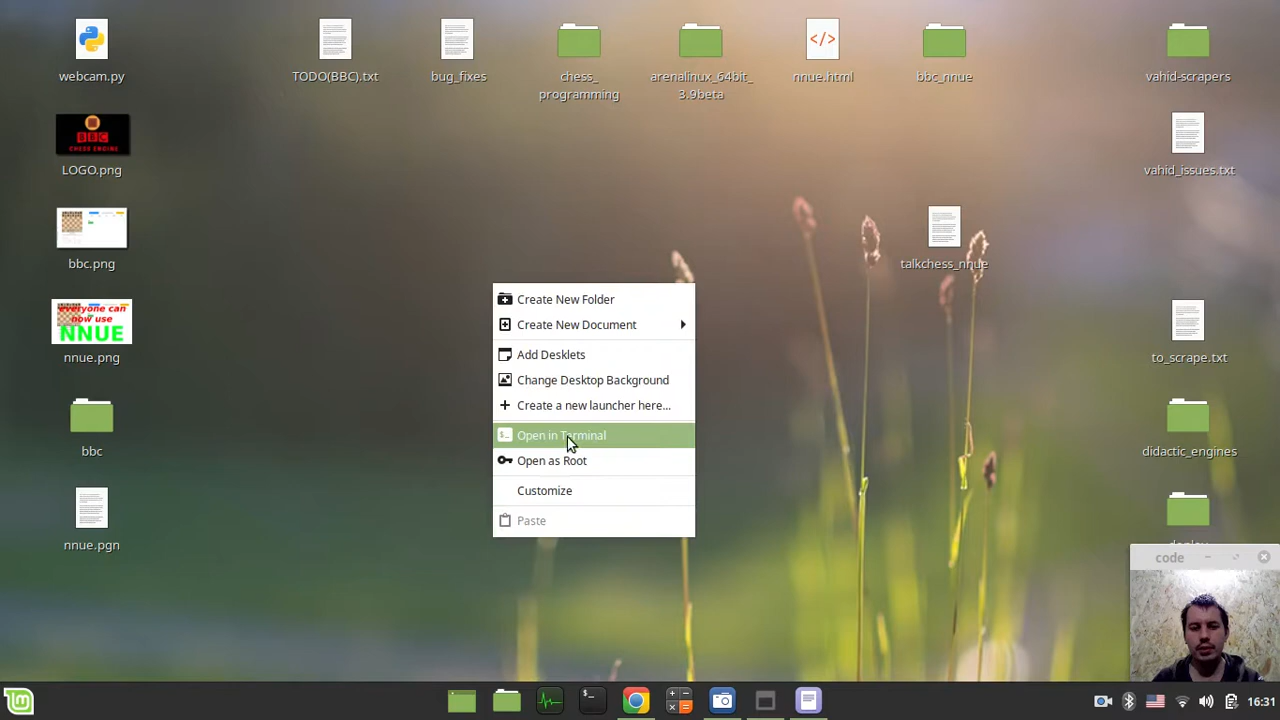 webcam.py
TODO(BBC).txt
bug_fixes
chess_
programming
arenalinux_64bit_
3.9beta
</>
nnue.html
bbc_nnue
vahid-scrapers
BBC
CHESS ENGINE
LOGO.png
vahid_issues.txt
bbc.png
talkchess_nnue
everyone can
now use
NNUE
nnue.png
to_scrape.txt
bbc
didactic_engines
nnue.pgn
Create New Folder
Create New Document
Add Desklets
Change Desktop Background
Create a new launcher here...
Open in Terminal
Open as Root
Customize
Paste
code
16:31